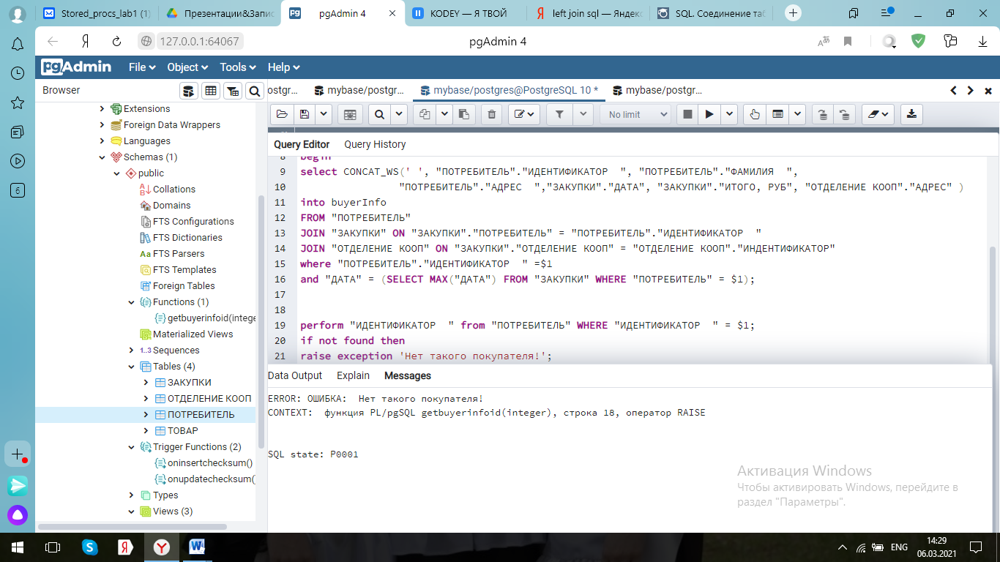 Stored_procs_lab1 (1)
Презентации&Запис
pgAdmin 4
KODEY — Я ТВОЙ
left join sql — Яндекс
SQL. Соединение таб
127.0.0.1:64067
pgAdmin 4
pgAdmin
File
Object
Tools
Help
Browser
ostgr...
mybase/postgr...
mybase/postgres@PostgreSQL 10 *
mybase/postgr...
No limit
Extensions
Foreign Data Wrappers
Languages
Schemas (1)
public
Collations
Domains
FTS Configurations
FTS Dictionaries
FTS Parsers
FTS Templates
Foreign Tables
Functions (1)
getbuyerinfoid(intege
Materialized Views
1..3 Sequences
Tables (4)
ЗАКУПКИ
ОТДЕЛЕНИЕ КООП
ПОТРЕБИТЕЛЬ
ТОВАР
Trigger Functions (2)
oninsertchecksum()
onupdatechecksum(
Types
Views (3)
Query Editor
Query History
8 begin
9 select CONCAT_WS(' ', "ПОТРЕБИТЕЛЬ"."ИДЕНТИФИКАТОР  ", "ПОТРЕБИТЕЛЬ"."ФАМИЛИЯ  ",
10 "ПОТРЕБИТЕЛЬ"."АДРЕС  ","ЗАКУПКИ"."ДАТА", "ЗАКУПКИ"."ИТОГО, РУБ", "ОТДЕЛЕНИЕ КООП"."АДРЕС" )
11 into buyerInfo
12 FROM "ПОТРЕБИТЕЛЬ"
13 JOIN "ЗАКУПКИ" ON "ЗАКУПКИ"."ПОТРЕБИТЕЛЬ" = "ПОТРЕБИТЕЛЬ"."ИДЕНТИФИКАТОР  "
14 JOIN "ОТДЕЛЕНИЕ КООП" ON "ЗАКУПКИ"."ОТДЕЛЕНИЕ КООП" = "ОТДЕЛЕНИЕ КООП"."ИНДЕНТИФИКАТОР"
15 where "ПОТРЕБИТЕЛЬ"."ИДЕНТИФИКАТОР  " =$1
16 and "ДАТА" = (SELECT MAX("ДАТА") FROM "ЗАКУПКИ" WHERE "ПОТРЕБИТЕЛЬ" = $1);
17
18
19 perform "ИДЕНТИФИКАТОР  " from "ПОТРЕБИТЕЛЬ" WHERE "ИДЕНТИФИКАТОР  " = $1;
20 if not found then
21 raise exception 'Нет такого покупателя!';
Data Output
Explain
Messages
ERROR: ОШИБКА:  Нет такого покупателя!
CONTEXT:  функция PL/pgSQL getbuyerinfoid(integer), строка 18, оператор RAISE
SQL state: P0001
Активация Windows
Чтобы активировать Windows, перейдите в
раздел "Параметры".
6
ENG
14:29
06.03.2021